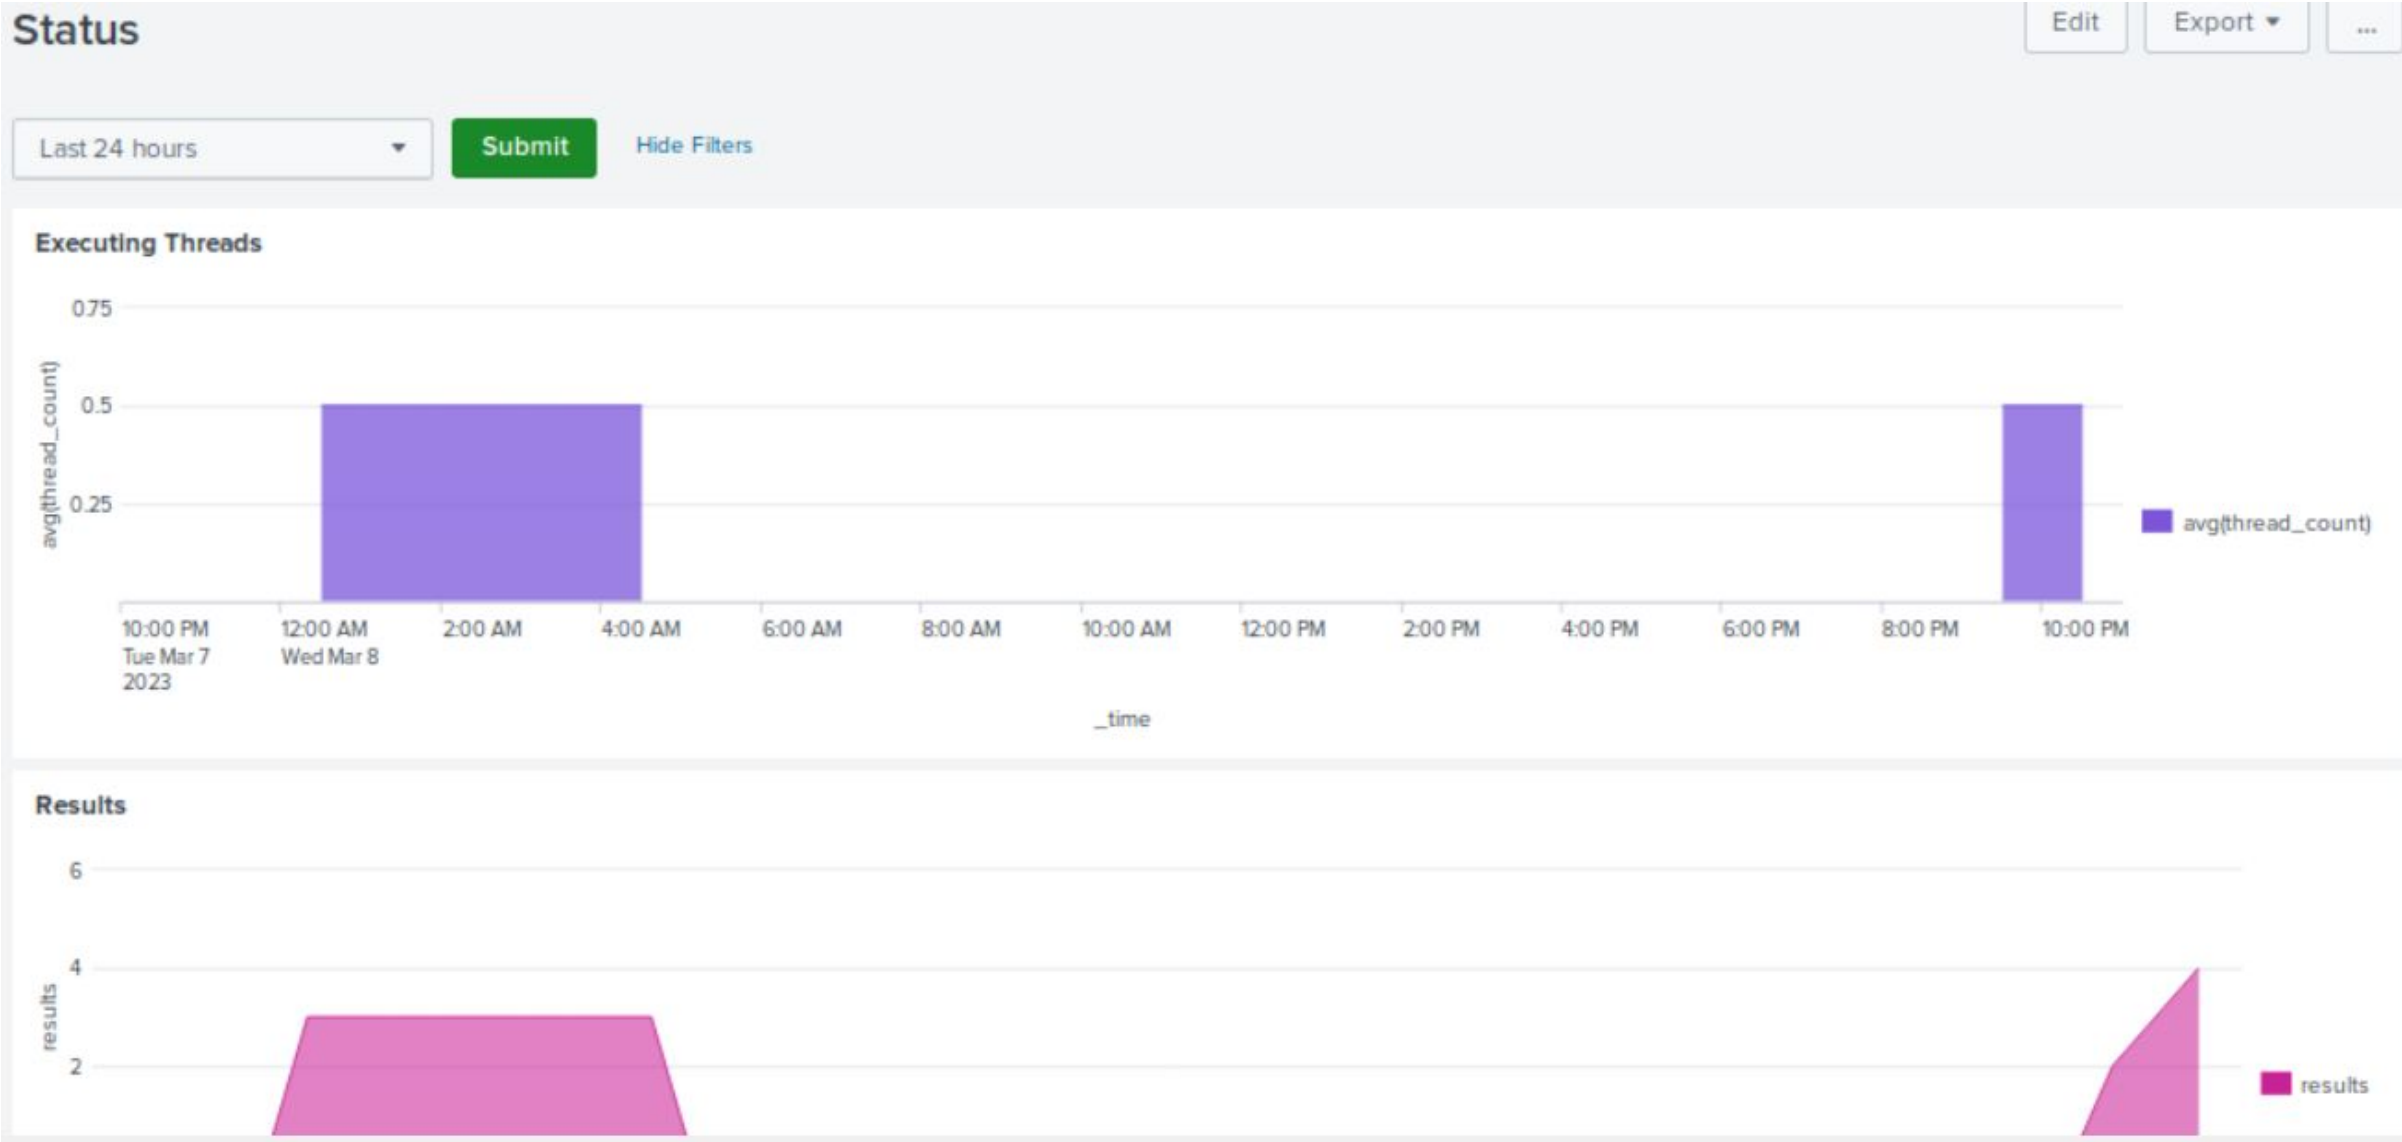 Status
Edit
Export
...
Last 24 hours
Submit
Hide Filters
Executing Threads
0.75
0.5
0.25
avg(thread_count)
avg(thread_count)
10:00 PM 12:00 AM 2:00 AM 4:00 AM 6:00 AM 8:00 AM 10:00 AM 12:00 PM 2:00 PM 4:00 PM 6:00 PM 8:00 PM 10:00 PM
Tue Mar 7 Wed Mar 8
2023
_time
Results
6
4
2
results
results